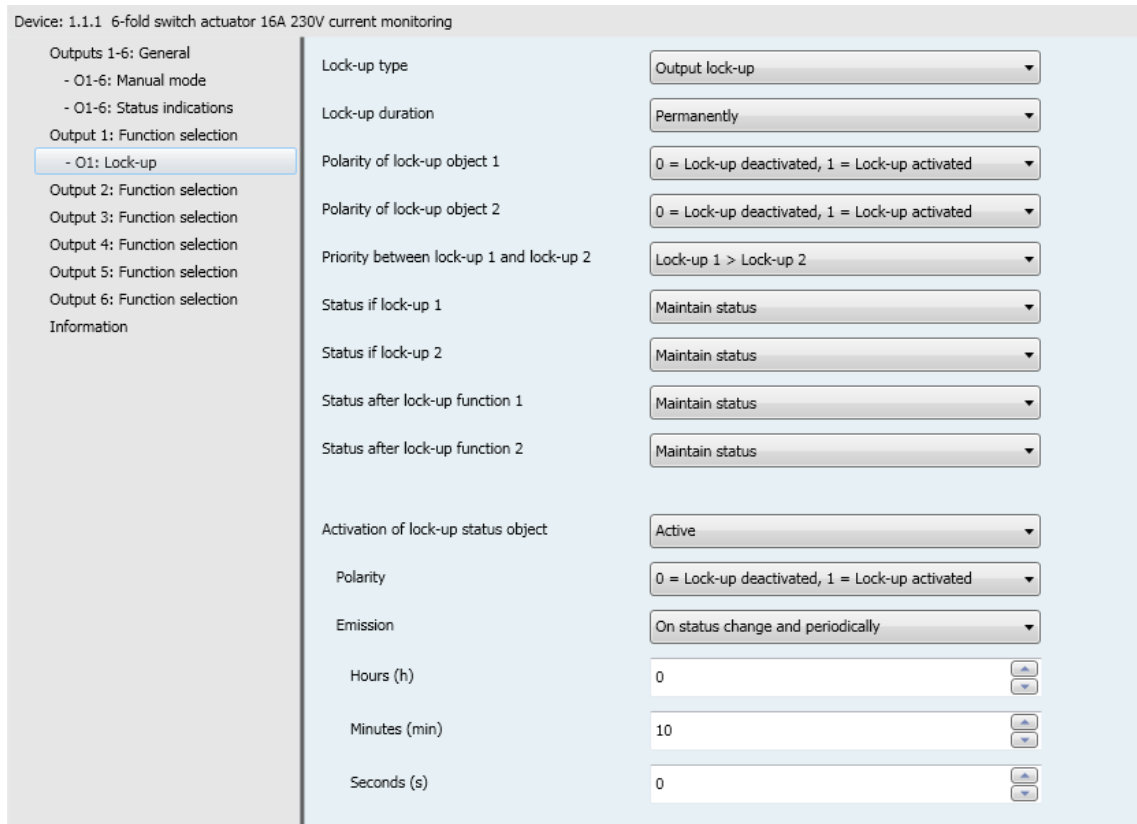 Device: 1.1.1 6-fold switch actuator 16A 230V current monitoring
Outputs 1-6: General
- O1-6: Manual mode
- O1-6: Status indications
Output 1: Function selection
- O1: Lock-up
Output 2: Function selection
Output 3: Function selection
Output 4: Function selection
Output 5: Function selection
Output 6: Function selection
Information
Lock-up type Output lock-up
Lock-up duration Permanently
Polarity of lock-up object 1 0 = Lock-up deactivated, 1 = Lock-up activated
Polarity of lock-up object 2 0 = Lock-up deactivated, 1 = Lock-up activated
Priority between lock-up 1 and lock-up 2 Lock-up 1 > Lock-up 2
Status if lock-up 1 Maintain status
Status if lock-up 2 Maintain status
Status after lock-up function 1 Maintain status
Status after lock-up function 2 Maintain status
Activation of lock-up status object Active
Polarity 0 = Lock-up deactivated, 1 = Lock-up activated
Emission On status change and periodically
Hours (h) 0
Minutes (min) 10
Seconds (s) 0